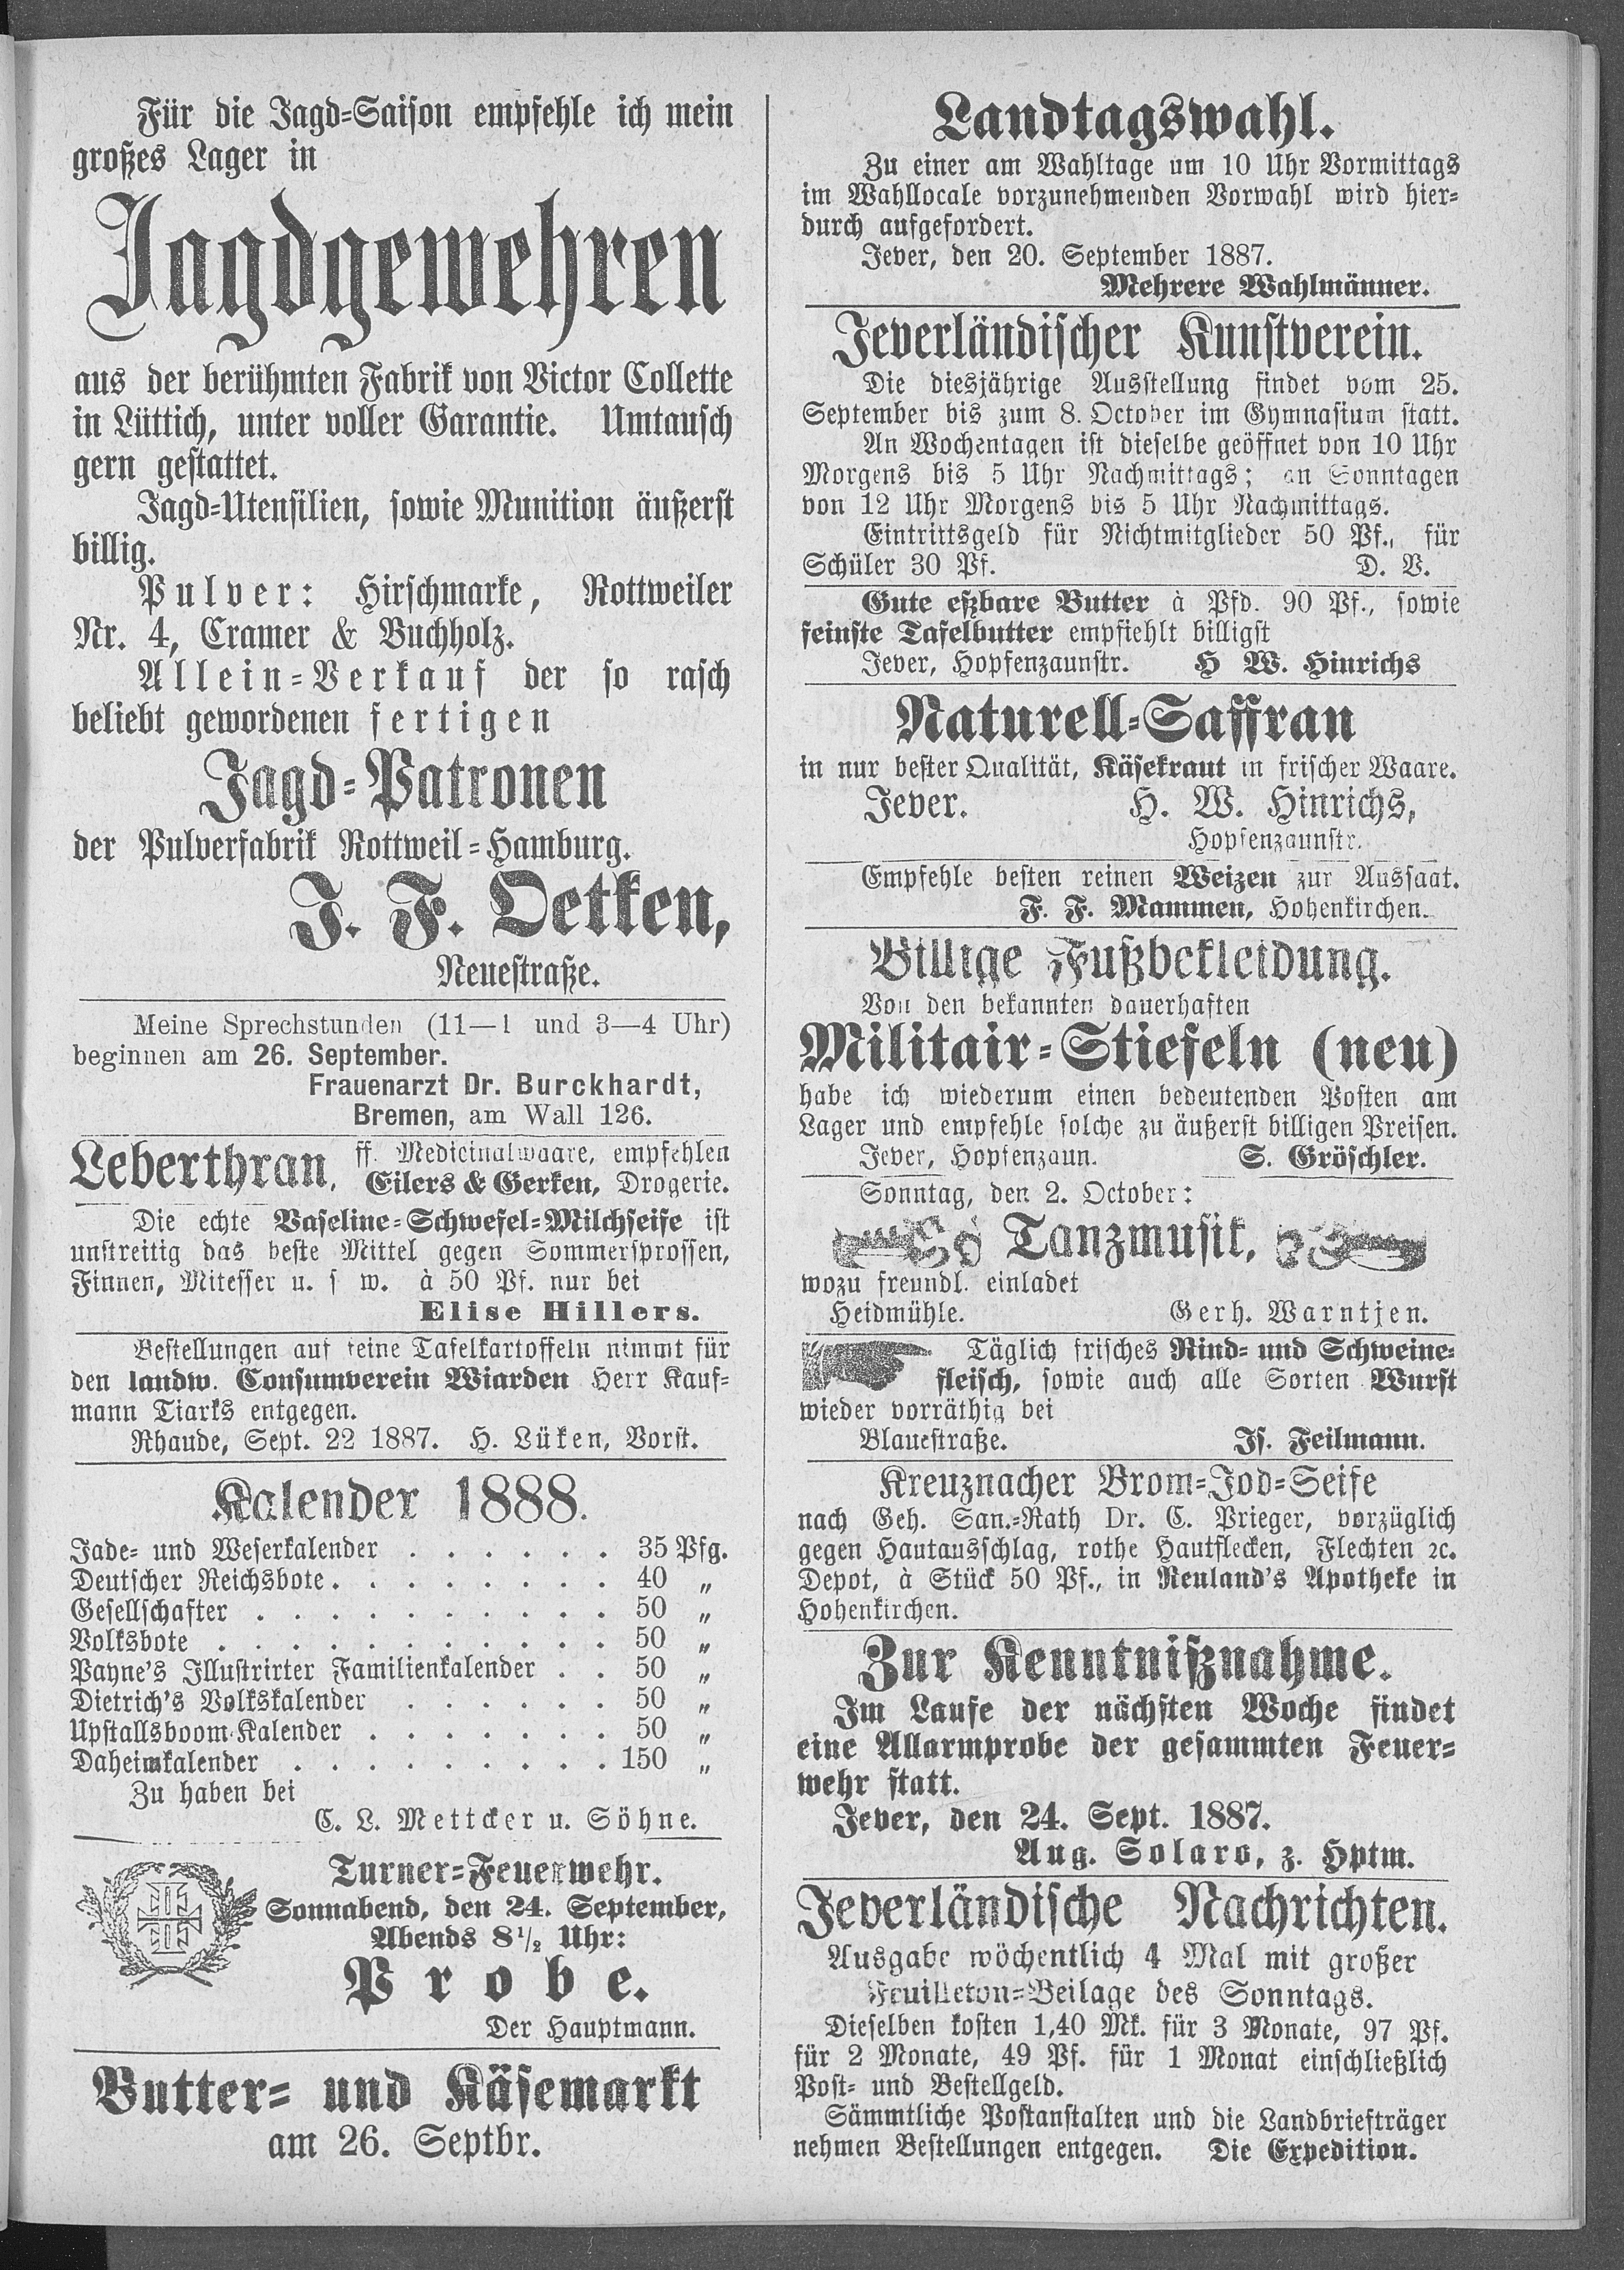 Für die Jagd-Saison empfehle ich mein
großes Lager in
Jagdgewehren
aus der berühmten Fabrik von Victor Collette
in Lüttich, unter voller Garantie. Umtausch
gern gestattet.
Jagd-Utensilien, sowie Munition äußerst
billig.
Pulver: Hirschmarke, Rottweiler
Nr. 4, Cramer & Buchholz.
Allein-Verkauf der so rasch
beliebt gewordenen fertigen
Jagd-Patronen
der Pulverfabrik Rottweil-Hamburg.
J. F. Oetken,
Neuestraße.
Meine Sprechstunden (11—1 und 3—4 Uhr)
beginnen am 26. September.
Frauenarzt Dr. Burckhardt,
Bremen, am Wall 126.
Leberthran, ff. Medicinalwaare, empfehlen
Eilers & Gerken, Drogerie.
Die echte Vaseline-Schwefel-Milchseife ist
unstreitig das beste Mittel gegen Sommersprossen,
Finnen, Mitesser u. s w. à 50 Pf. nur bei
Elise Hillers.
Bestellungen auf feine Tafelkartoffeln nimmt für
den landw. Consumverein Wiarden Herr Kauf-
mann Tiarks entgegen.
Rhaude, Sept. 22 1887. H. Lüken, Vorst.
Kalender 1888.
Jade- und Weserkalender . . . . . . 35 Pfg.
Deutscher Reichsbote . . . . . . . . 40 „
Gesellschafter . . . . . . . . . . 50 „
Volksbote . . . . . . . . . . . 50 „
Payne's Illustrirter Familienkalender . . 50 „
Dietrich's Volkskalender . . . . . . 50 „
Upstallsboom-Kalender . . . . . . . 50 „
Daheimkalender . . . . . . . . . 150 „
Zu haben bei
C. L. Mettcker u. Söhne.
Turner-Feuerwehr.
Sonnabend, den 24. September,
Abends 8½ Uhr:
Probe.
Der Hauptmann.
Butter- und Käsemarkt
am 26. Septbr.
Landtagswahl.
Zu einer am Wahltage um 10 Uhr Vormittags
im Wahllocale vorzunehmenden Vorwahl wird hier-
durch aufgefordert.
Jever, den 20. September 1887.
Mehrere Wahlmänner.
Jeverländischer Kunstverein.
Die diesjährige Ausstellung findet vom 25.
September bis zum 8. October im Gymnasium statt.
An Wochentagen ist dieselbe geöffnet von 10 Uhr
Morgens bis 5 Uhr Nachmittags; an Sonntagen
von 12 Uhr Morgens bis 5 Uhr Nachmittags.
Eintrittsgeld für Nichtmitglieder 50 Pf., für
Schüler 30 Pf. D. V.
Gute eßbare Butter à Pfd. 90 Pf., sowie
feinste Tafelbutter empfiehlt billigst
Jever, Hopfenzaunstr. H W. Hinrichs
Naturell-Saffran
in nur bester Qualität, Käsekraut in frischer Waare.
Jever. H. W. Hinrichs,
Hopfenzaunstr.
Empfehle besten reinen Weizen zur Aussaat.
F. F. Mammen, Hohenkirchen.
Billige Fußbekleidung.
Von den bekannten dauerhaften
Militair-Stiefeln (neu)
habe ich wiederum einen bedeutenden Posten am
Lager und empfehle solche zu äußerst billigen Preisen.
Jever, Hopfenzaun. S. Gröschler.
Sonntag, den 2. October:
Tanzmusik,
wozu freundl. einladet
Heidmühle. Gerh. Warntjen.
Täglich frisches Rind- und Schweine-
fleisch, sowie auch alle Sorten Wurst
wieder vorräthig bei
Blauestraße. Js. Feilmann.
Kreuznacher Brom-Jod-Seife
nach Geh. San.-Rath Dr. C. Prieger, vorzüglich
gegen Hautausschlag, rothe Hautflecken, Flechten ꝛc.
Depot, à Stück 50 Pf., in Reuland's Apotheke in
Hohenkirchen.
Zur Kenntnißnahme.
Im Laufe der nächsten Woche findet
eine Allarmprobe der gesammten Feuer-
wehr statt.
Jever, den 24. Sept. 1887.
Aug. Solaro, z. Hptm.
Jeverländische Nachrichten.
Ausgabe wöchentlich 4 Mal mit großer
Feuilleton-Beilage des Sonntags.
Dieselben kosten 1,40 Mk. für 3 Monate, 97 Pf.
für 2 Monate, 49 Pf. für 1 Monat einschließlich
Post- und Bestellgeld.
Sämmtliche Postanstalten und die Landbriefträger
nehmen Bestellungen entgegen. Die Expedition.